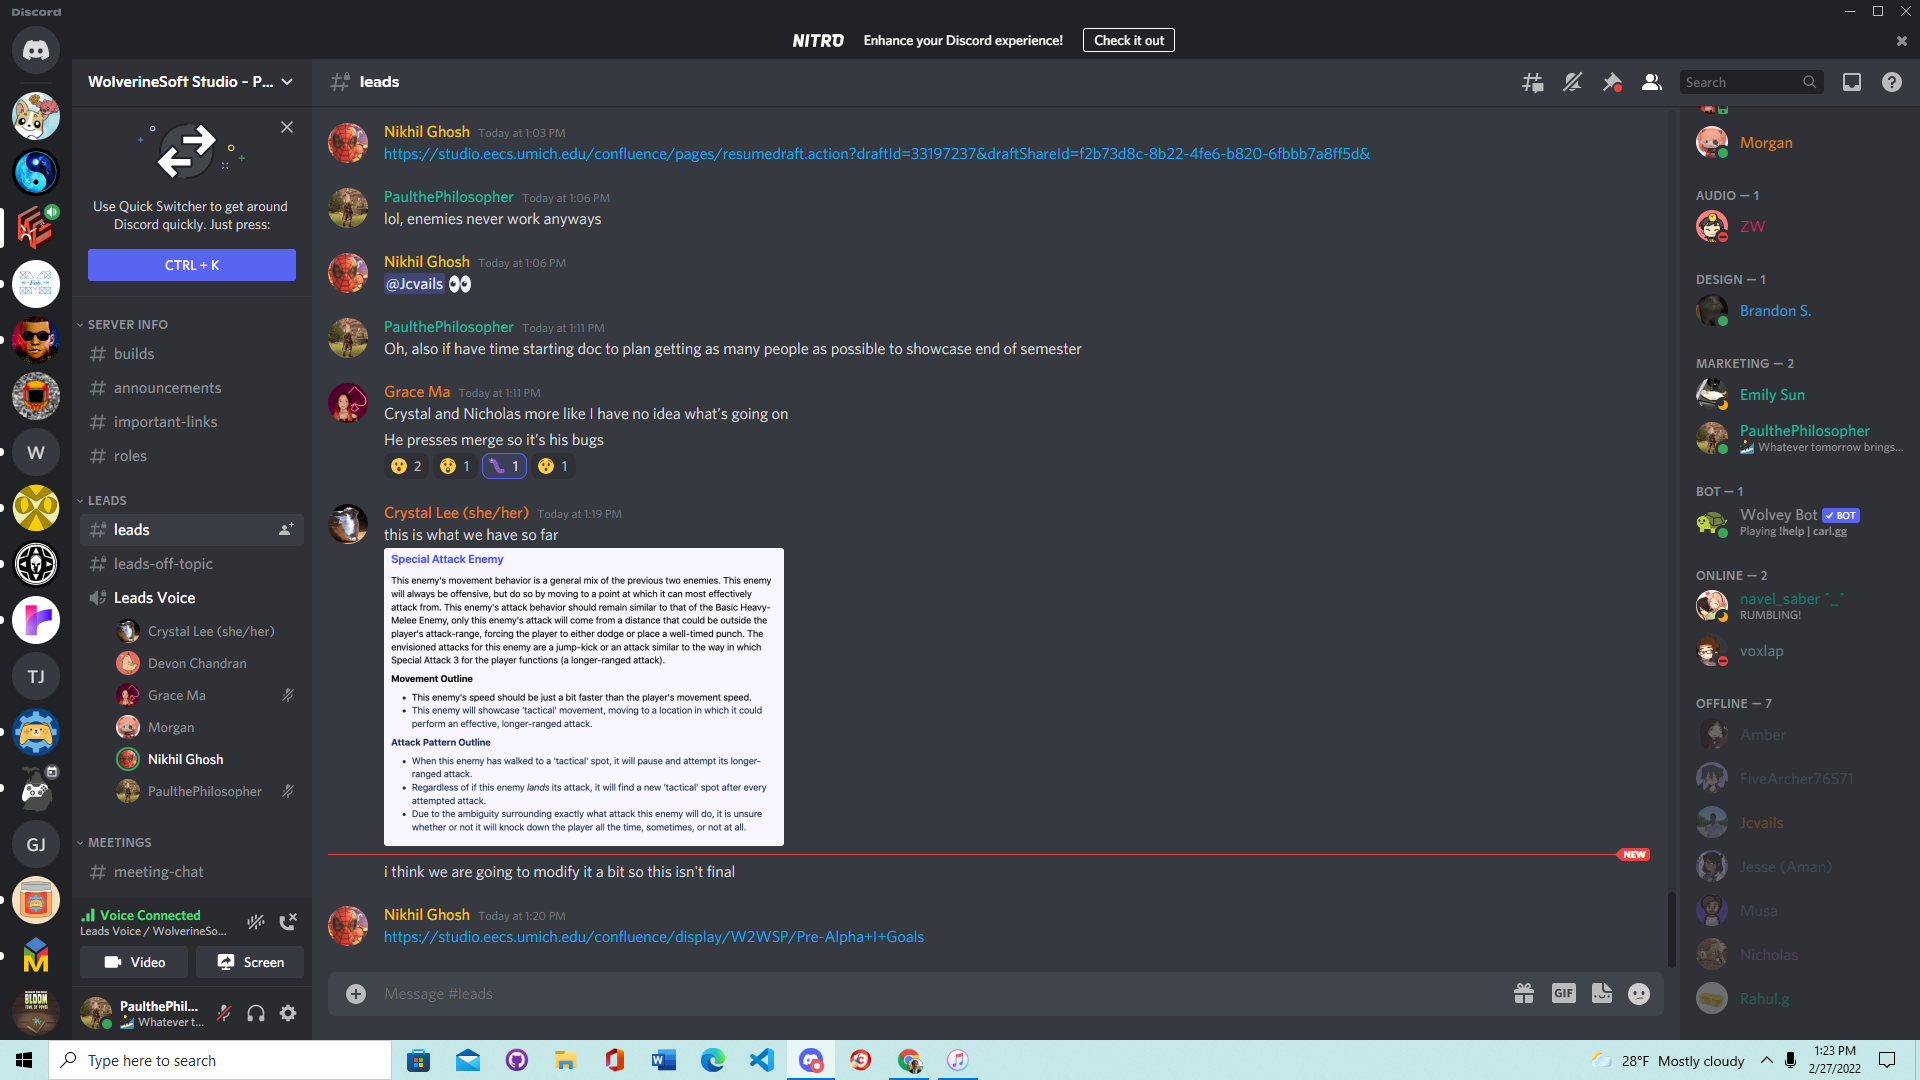 Discord
NITRO Enhance your Discord experience! Check it out
WolverineSoft Studio - P...
leads
Search
Use Quick Switcher to get around
Discord quickly. Just press:
CTRL + K
SERVER INFO
builds
announcements
important-links
roles
LEADS
leads
leads-off-topic
Leads Voice
Crystal Lee (she/her)
Devon Chandran
Grace Ma
Morgan
Nikhil Ghosh
PaulthePhilosopher
MEETINGS
meeting-chat
Voice Connected
Leads Voice / WolverineSo...
Video
Screen
PaulthePhil...
Whatever t...
W
TJ
GJ
BLOOM
Nikhil Ghosh Today at 1:03 PM
https://studio.eecs.umich.edu/confluence/pages/resumedraft.action?draftId=33197237&draftShareId=f2b73d8c-8b22-4fe6-b820-6fbbb7a8ff5d&
PaulthePhilosopher Today at 1:06 PM
lol, enemies never work anyways
Nikhil Ghosh Today at 1:06 PM
@Jcvails 👀
PaulthePhilosopher Today at 1:11 PM
Oh, also if have time starting doc to plan getting as many people as possible to showcase end of semester
Grace Ma Today at 1:11 PM
Crystal and Nicholas more like I have no idea what's going on
He presses merge so it's his bugs
2 1 1 1
Crystal Lee (she/her) Today at 1:19 PM
this is what we have so far
Special Attack Enemy
This enemy's movement behavior is a general mix of the previous two enemies. This enemy
will always be offensive, but do so by moving to a point at which it can most effectively
attack from. This enemy's attack behavior should remain similar to that of the Basic Heavy-
Melee Enemy, only this enemy's attack will come from a distance that could be outside the
player's attack-range, forcing the player to either dodge or place a well-timed punch. The
envisioned attacks for this enemy are a jump-kick or an attack similar to the way in which
Special Attack 3 for the player functions (a longer-ranged attack).
Movement Outline
• This enemy's speed should be just a bit faster than the player's movement speed.
• This enemy will showcase 'tactical' movement, moving to a location in which it could
perform an effective, longer-ranged attack.
Attack Pattern Outline
• When this enemy has walked to a 'tactical' spot, it will pause and attempt its longer-
ranged attack.
• Regardless of if this enemy lands its attack, it will find a new 'tactical' spot after every
attempted attack.
• Due to the ambiguity surrounding exactly what attack this enemy will do, it is unsure
whether or not it will knock down the player all the time, sometimes, or not at all.
NEW
i think we are going to modify it a bit so this isn't final
Nikhil Ghosh Today at 1:20 PM
https://studio.eecs.umich.edu/confluence/display/W2WSP/Pre-Alpha+I+Goals
Message #leads
GIF
Morgan
AUDIO — 1
ZW
DESIGN — 1
Brandon S.
MARKETING — 2
Emily Sun
PaulthePhilosopher
Whatever tomorrow brings...
BOT — 1
Wolvey Bot ✓ BOT
Playing !help | carl.gg
ONLINE — 2
navel_saber ˜_˜
RUMBLING!
voxlap
OFFLINE — 7
Amber
FiveArcher76571
Jcvails
Jesse (Aman)
Musa
Nicholas
Rahul.g
Type here to search
28°F Mostly cloudy
1:23 PM
2/27/2022